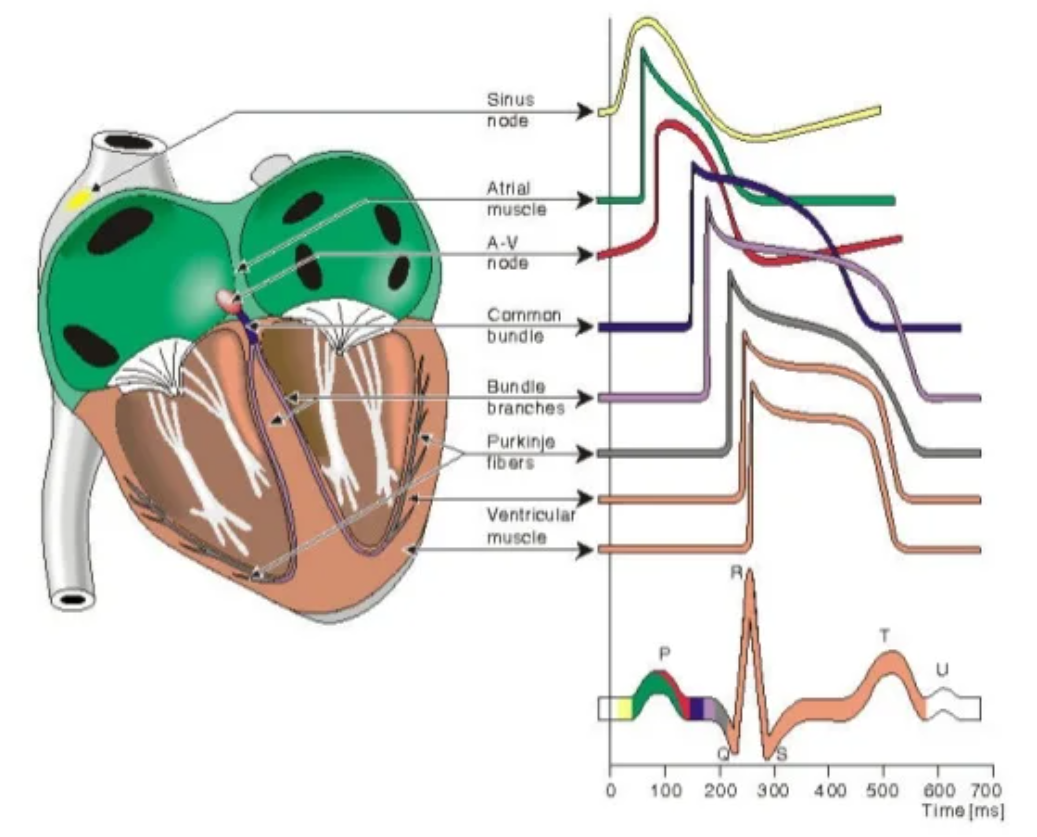 Sinus
node
Atrial
muscle
A-V
node
Common
bundle
Bundle
branches
Purkinje
fibers
Ventricular
muscle
R
P
T
U
Q
S
0 100 200 300 400 500 600 700
Time [ms]